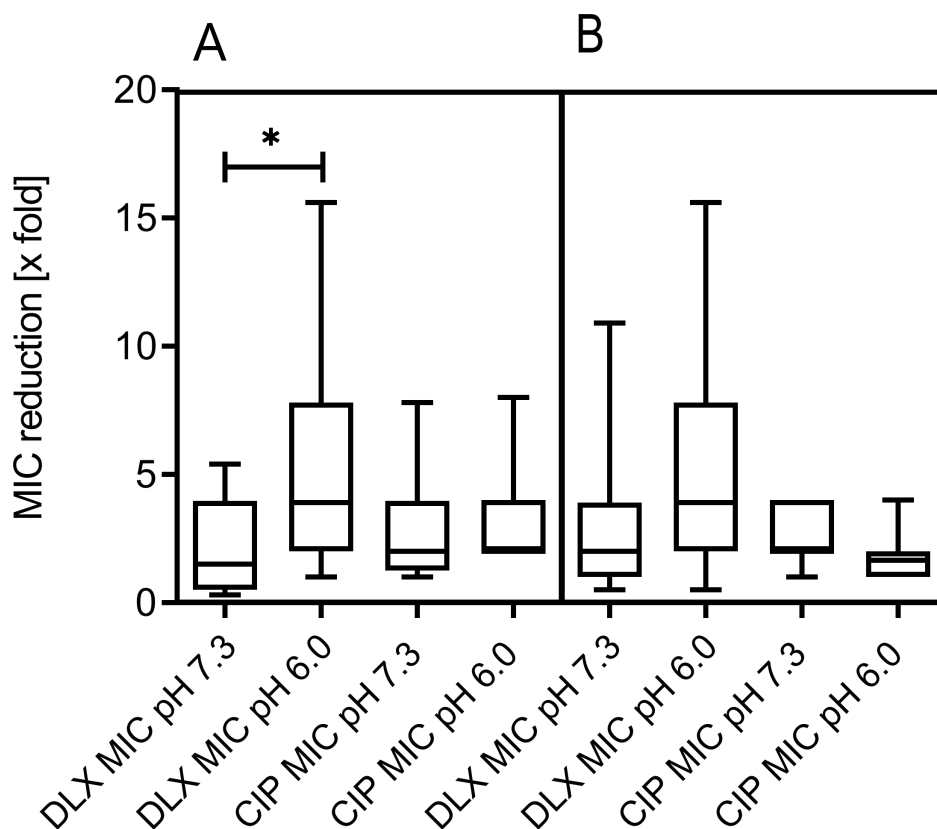 A
B
MIC reduction [x fold]
20
15
10
5
0
*
DLX MIC pH 7.3
DLX MIC pH 6.0
CIP MIC pH 7.3
CIP MIC pH 6.0
DLX MIC pH 7.3
DLX MIC pH 6.0
CIP MIC pH 7.3
CIP MIC pH 6.0